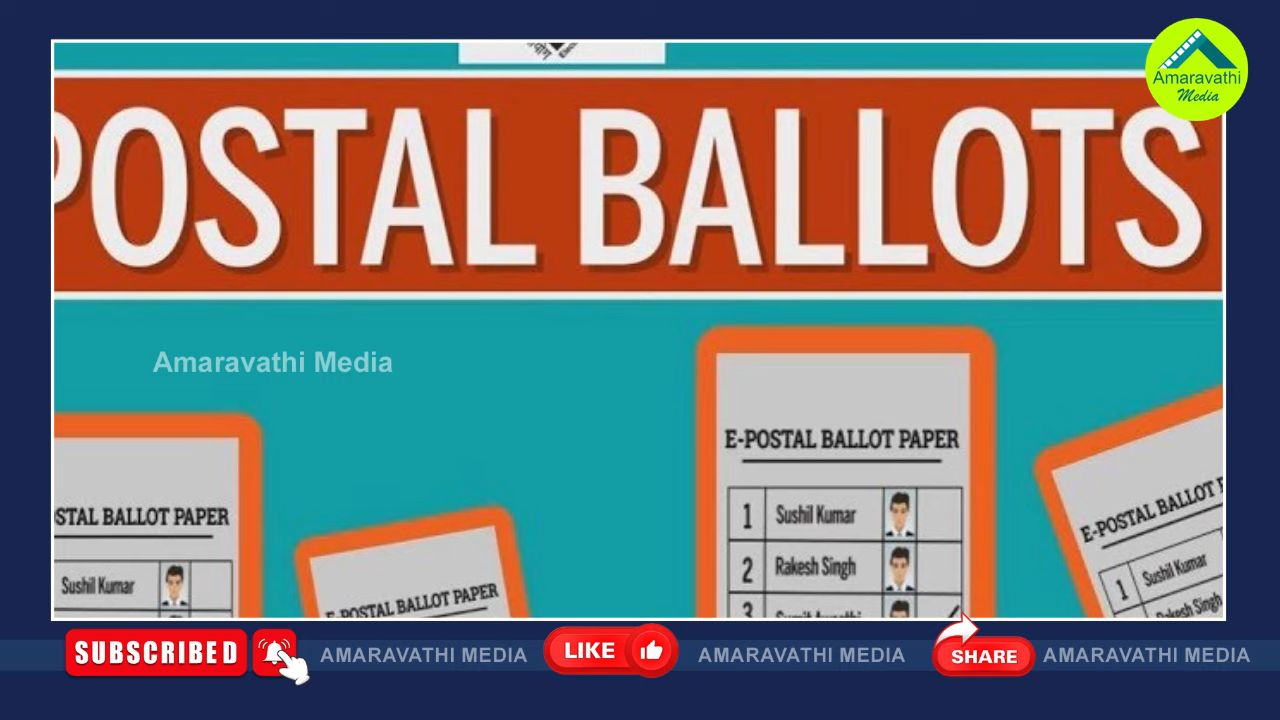 POSTAL BALLOTS
Amaravathi
Media
Amaravathi Media
E-POSTAL BALLOT PAPER
1 Sushil Kumar
2 Rakesh Singh
3
STAL BALLOT PAPER
Sushil Kumar
E-POSTAL BALLOT PAPER
E-POSTAL BALLOT
1 Sushil Kumar
Rakesh Singh
SUBSCRIBED
AMARAVATHI MEDIA
LIKE
AMARAVATHI MEDIA
SHARE
AMARAVATHI MEDIA